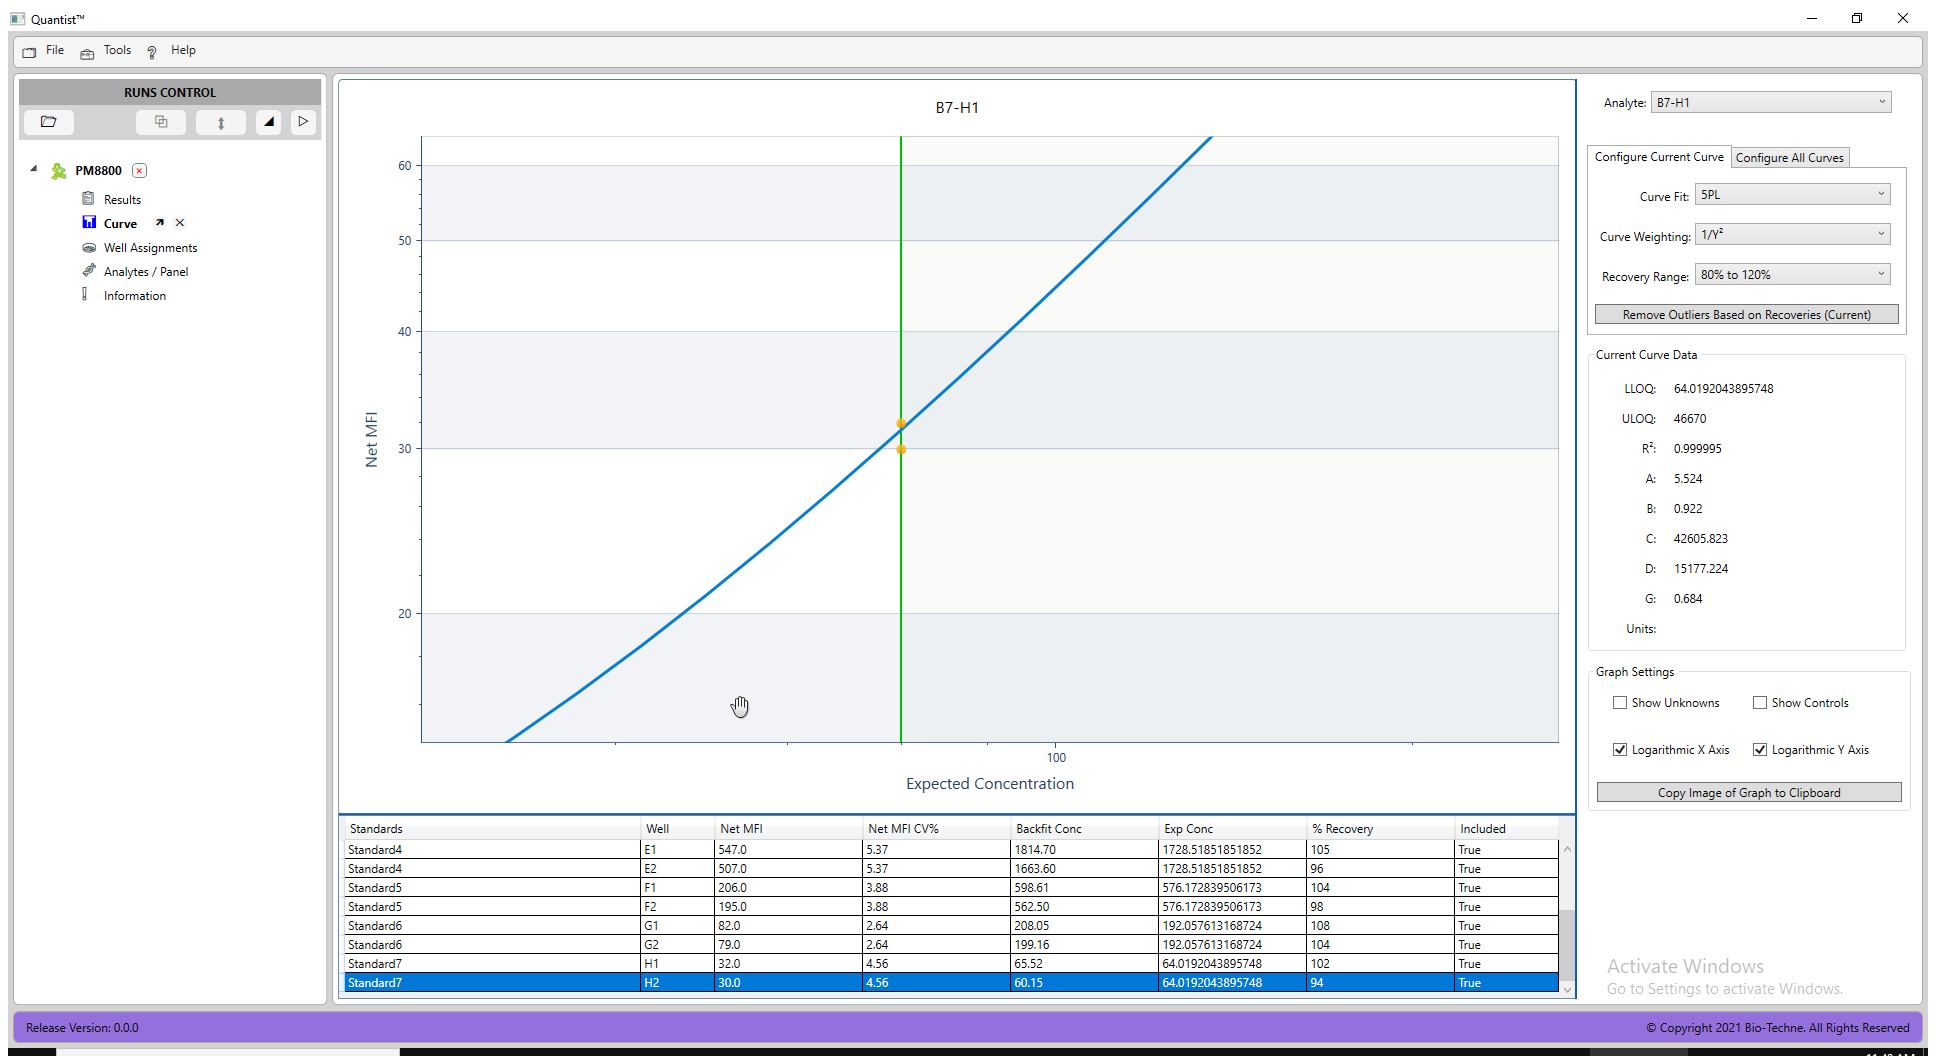 Quantist™
File Tools Help
RUNS CONTROL
PM8800
Results
Curve
Well Assignments
Analytes / Panel
Information
B7-H1
60
50
40
30
20
Net MFI
100
Expected Concentration
Standards Well Net MFI Net MFI CV% Backfit Conc Exp Conc % Recovery Included
Standard4 E1 547.0 5.37 1814.70 1728.51851851852 105 True
Standard4 E2 507.0 5.37 1663.60 1728.51851851852 96 True
Standard5 F1 206.0 3.88 598.61 576.172839506173 104 True
Standard5 F2 195.0 3.88 562.50 576.172839506173 98 True
Standard6 G1 82.0 2.64 208.05 192.057613168724 108 True
Standard6 G2 79.0 2.64 199.16 192.057613168724 104 True
Standard7 H1 32.0 4.56 65.52 64.0192043895748 102 True
Standard7 H2 30.0 4.56 60.15 64.0192043895748 94 True
Analyte: B7-H1
Configure Current Curve Configure All Curves
Curve Fit: 5PL
Curve Weighting: 1/Y²
Recovery Range: 80% to 120%
Remove Outliers Based on Recoveries (Current)
Current Curve Data
LLOQ: 64.0192043895748
ULOQ: 46670
R²: 0.999995
A: 5.524
B: 0.922
C: 42605.823
D: 15177.224
G: 0.684
Units:
Graph Settings
Show Unknowns Show Controls
Logarithmic X Axis Logarithmic Y Axis
Copy Image of Graph to Clipboard
Activate Windows
Go to Settings to activate Windows.
Release Version: 0.0.0
© Copyright 2021 Bio-Techne. All Rights Reserved